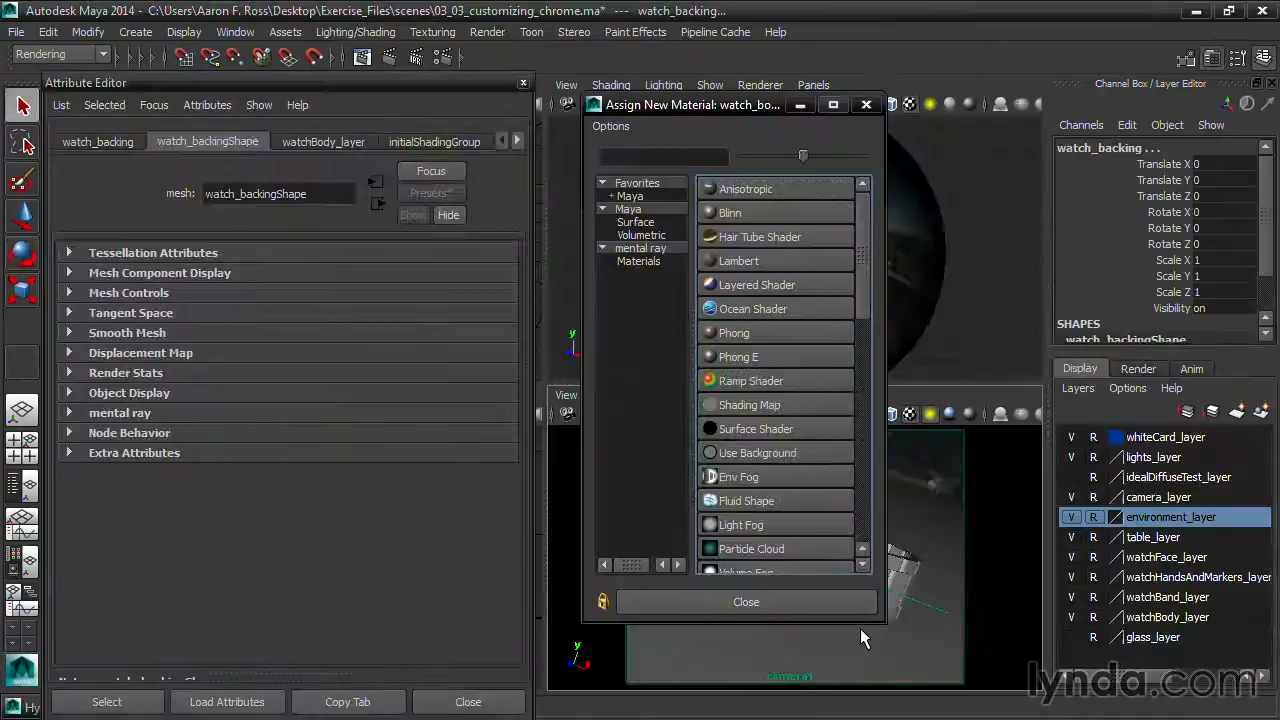 Autodesk Maya 2014 - C:\Users\Aaron F. Ross\Desktop\Exercise_Files\scenes\03_03_customizing_chrome.ma* --- watch_backing...
File Edit Modify Create Display Window Assets Lighting/Shading Texturing Render Toon Stereo Paint Effects Pipeline Cache Help
Rendering
Attribute Editor
List Selected Focus Attributes Show Help
watch_backing watch_backingShape watchBody_layer initialShadingGroup
mesh: watch_backingShape
Focus
Presets*
Show Hide
Tessellation Attributes
Mesh Component Display
Mesh Controls
Tangent Space
Smooth Mesh
Displacement Map
Render Stats
Object Display
mental ray
Node Behavior
Extra Attributes
Select Load Attributes Copy Tab Close
Hy
View Shading Lighting Show Renderer Panels
y
View
y
x
camera1
Assign New Material: watch_bo...
Options
Favorites
+ Maya
Maya
Surface
Volumetric
mental ray
Materials
Anisotropic
Blinn
Hair Tube Shader
Lambert
Layered Shader
Ocean Shader
Phong
Phong E
Ramp Shader
Shading Map
Surface Shader
Use Background
Env Fog
Fluid Shape
Light Fog
Particle Cloud
Volume Fog
Close
Channel Box / Layer Editor
Channels Edit Object Show
watch_backing ...
Translate X 0
Translate Y 0
Translate Z 0
Rotate X 0
Rotate Y 0
Rotate Z 0
Scale X 1
Scale Y 1
Scale Z 1
Visibility on
SHAPES
watch_backingShape
Display Render Anim
Layers Options Help
V R whiteCard_layer
V R lights_layer
R idealDiffuseTest_layer
V R camera_layer
V R environment_layer
V R table_layer
V R watchFace_layer
V R watchHandsAndMarkers_layer
V R watchBand_layer
V R watchBody_layer
R glass_layer
lynda.com